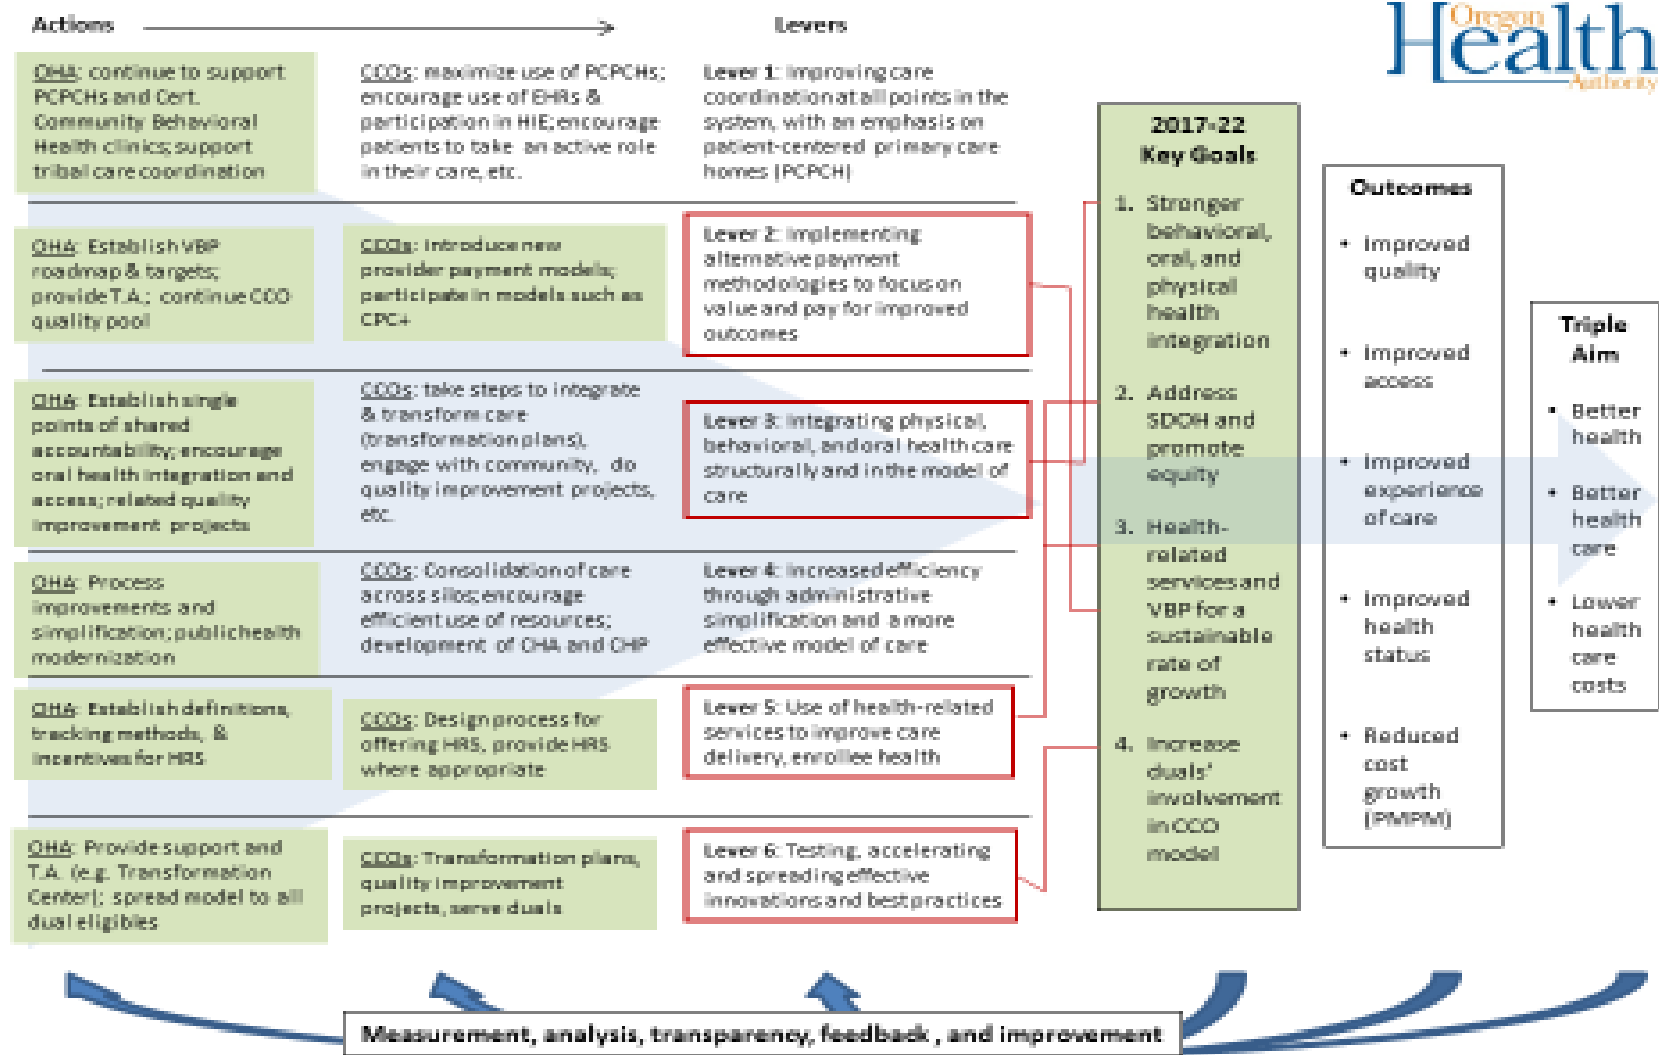 Actions
Levers
Oregon
Health
Authority
OHA: continue to support
PCPCHs and Cert.
Community Behavioral
Health clinics; support
tribal care coordination
CCOs: maximize use of PCPCHs;
encourage use of EHRs &
participation in HIE; encourage
patients to take an active role
in their care, etc.
Lever 1: Improving care
coordination at all points in the
system, with an emphasis on
patient-centered primary care
homes (PCPCH)
OHA: Establish VBP
roadmap & targets;
provide T.A.; continue CCO
quality pool
CCOs: Introduce new
provider payment models;
participate in models such as
CPC+
Lever 2: Implementing
alternative payment
methodologies to focus on
value and pay for improved
outcomes
OHA: Establish single
points of shared
accountability; encourage
oral health integration and
access; related quality
improvement projects
CCOs: take steps to integrate
& transform care
(transformation plans),
engage with community, do
quality improvement projects,
etc.
Lever 3: Integrating physical,
behavioral, and oral health care
structurally and in the model of
care
OHA: Process
improvements and
simplification; public health
modernization
CCOs: Consolidation of care
across silos; encourage
efficient use of resources;
development of CHA and CHP
Lever 4: Increased efficiency
through administrative
simplification and a more
effective model of care
OHA: Establish definitions,
tracking methods, &
incentives for HRS
CCOs: Design process for
offering HRS, provide HRS
where appropriate
Lever 5: Use of health-related
services to improve care
delivery, enrollee health
OHA: Provide support and
T.A. (e.g. Transformation
Center); spread model to all
dual eligibles
CCOs: Transformation plans,
quality improvement
projects, serve duals
Lever 6: Testing, accelerating
and spreading effective
innovations and best practices
2017-22
Key Goals
1. Stronger
behavioral,
oral, and
physical
health
integration
2. Address
SDOH and
promote
equity
3. Health-
related
services and
VBP for a
sustainable
rate of
growth
4. Increase
duals'
involvement
in CCO
model
Outcomes
• Improved
quality
• Improved
access
• Improved
experience
of care
• Improved
health
status
• Reduced
cost
growth
(PMPM)
Triple
Aim
• Better
health
• Better
health
care
• Lower
health
care
costs
Measurement, analysis, transparency, feedback, and improvement